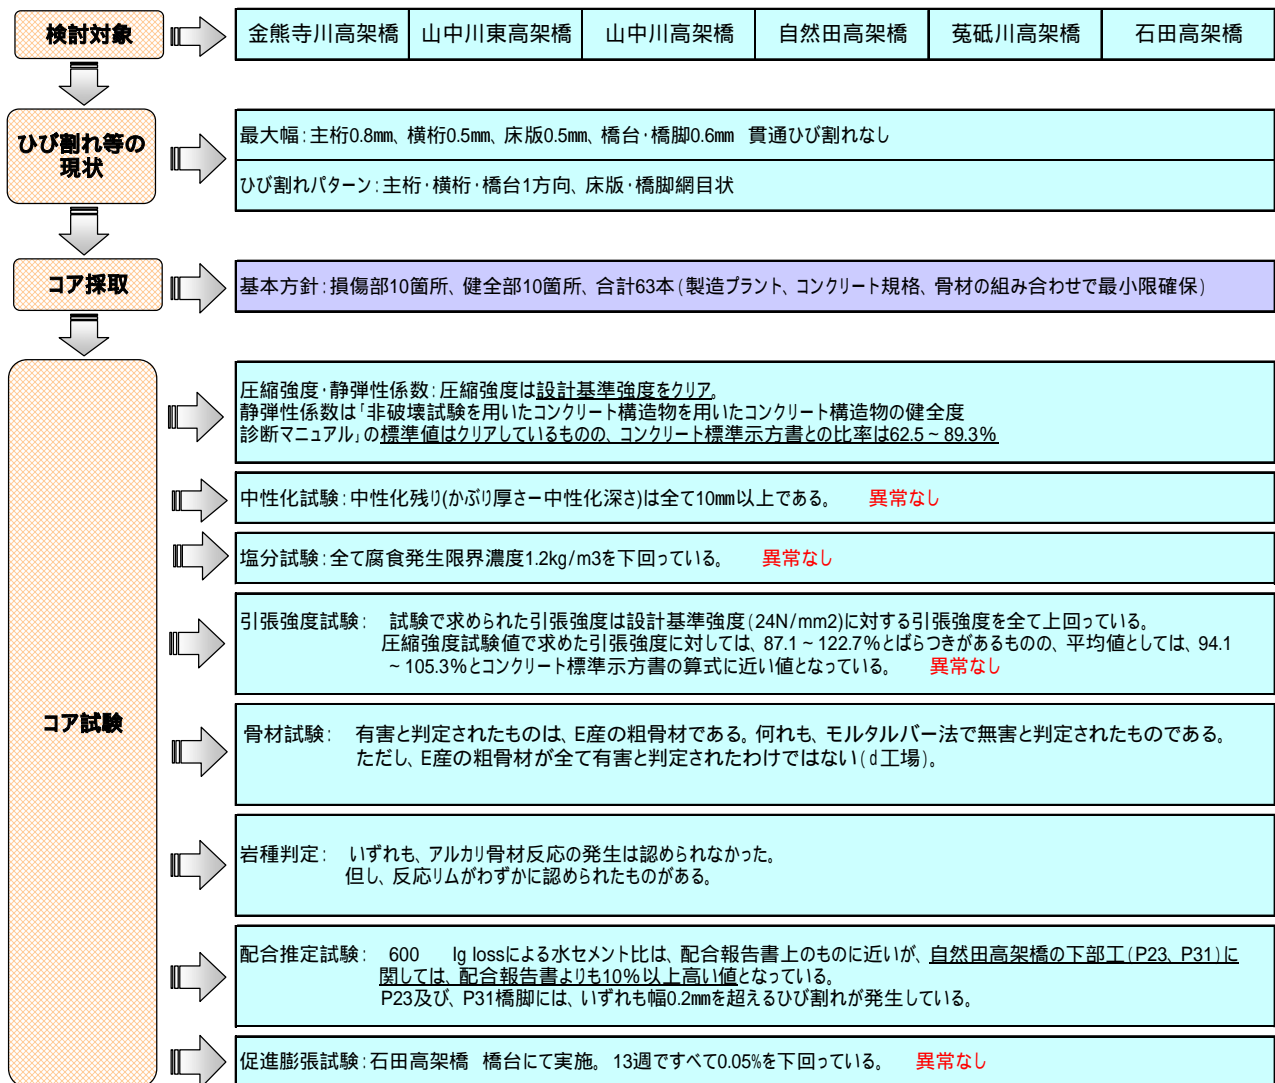 検討対象
金熊寺川高架橋 山中川東高架橋 山中川高架橋 自然田高架橋 菟砥川高架橋 石田高架橋
ひび割れ等の
現状
最大幅:主桁0.8㎜、横桁0.5㎜、床版0.5㎜、橋台・橋脚0.6㎜ 貫通ひび割れなし
ひび割れパターン:主桁・横桁・橋台1方向、床版・橋脚網目状
コア採取
基本方針:損傷部10箇所、健全部10箇所、合計63本(製造プラント、コンクリート規格、骨材の組み合わせで最小限確保)
コア試験
圧縮強度・静弾性係数:圧縮強度は設計基準強度をクリア。
静弾性係数は「非破壊試験を用いたコンクリート構造物を用いたコンクリート構造物の健全度
診断マニュアル」の標準値はクリアしているものの、コンクリート標準示方書との比率は62.5~89.3%
中性化試験:中性化残り(かぶり厚さー中性化深さ)は全て10㎜以上である。 異常なし
塩分試験:全て腐食発生限界濃度1.2kg/m3を下回っている。 異常なし
引張強度試験: 試験で求められた引張強度は設計基準強度(24N/mm2)に対する引張強度を全て上回っている。
圧縮強度試験値で求めた引張強度に対しては、87.1~122.7%とばらつきがあるものの、平均値としては、94.1
~105.3%とコンクリート標準示方書の算式に近い値となっている。 異常なし
骨材試験: 有害と判定されたものは、E産の粗骨材である。何れも、モルタルバー法で無害と判定されたものである。
ただし、E産の粗骨材が全て有害と判定されたわけではない(d工場)。
岩種判定: いずれも、アルカリ骨材反応の発生は認められなかった。
但し、反応リムがわずかに認められたものがある。
配合推定試験: 600 Ig lossによる水セメント比は、配合報告書上のものに近いが、自然田高架橋の下部工(P23、P31)に
関しては、配合報告書よりも10%以上高い値となっている。
P23及び、P31橋脚には、いずれも幅0.2㎜を超えるひび割れが発生している。
促進膨張試験:石田高架橋 橋台にて実施。13週ですべて0.05%を下回っている。 異常なし